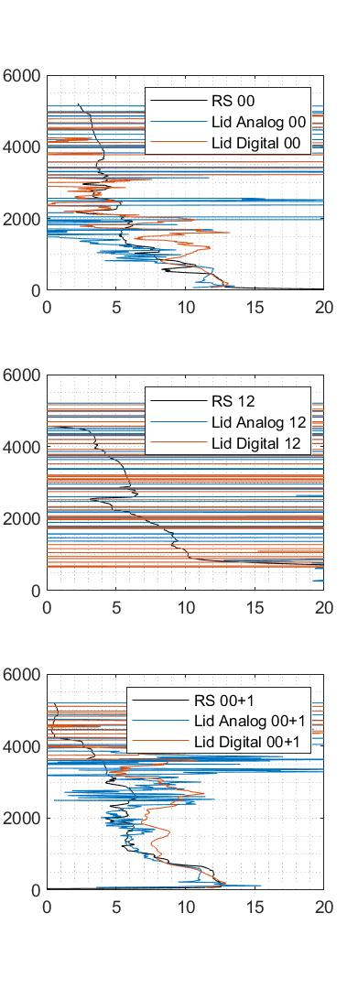 6000
RS 00
Lid Analog 00
4000
Lid Digital 00
2000
0
0 5 10 15 20
6000
RS 12
Lid Analog 12
4000
Lid Digital 12
2000
0
0 5 10 15 20
6000
RS 00+1
Lid Analog 00+1
4000
Lid Digital 00+1
2000
0
0 5 10 15 20